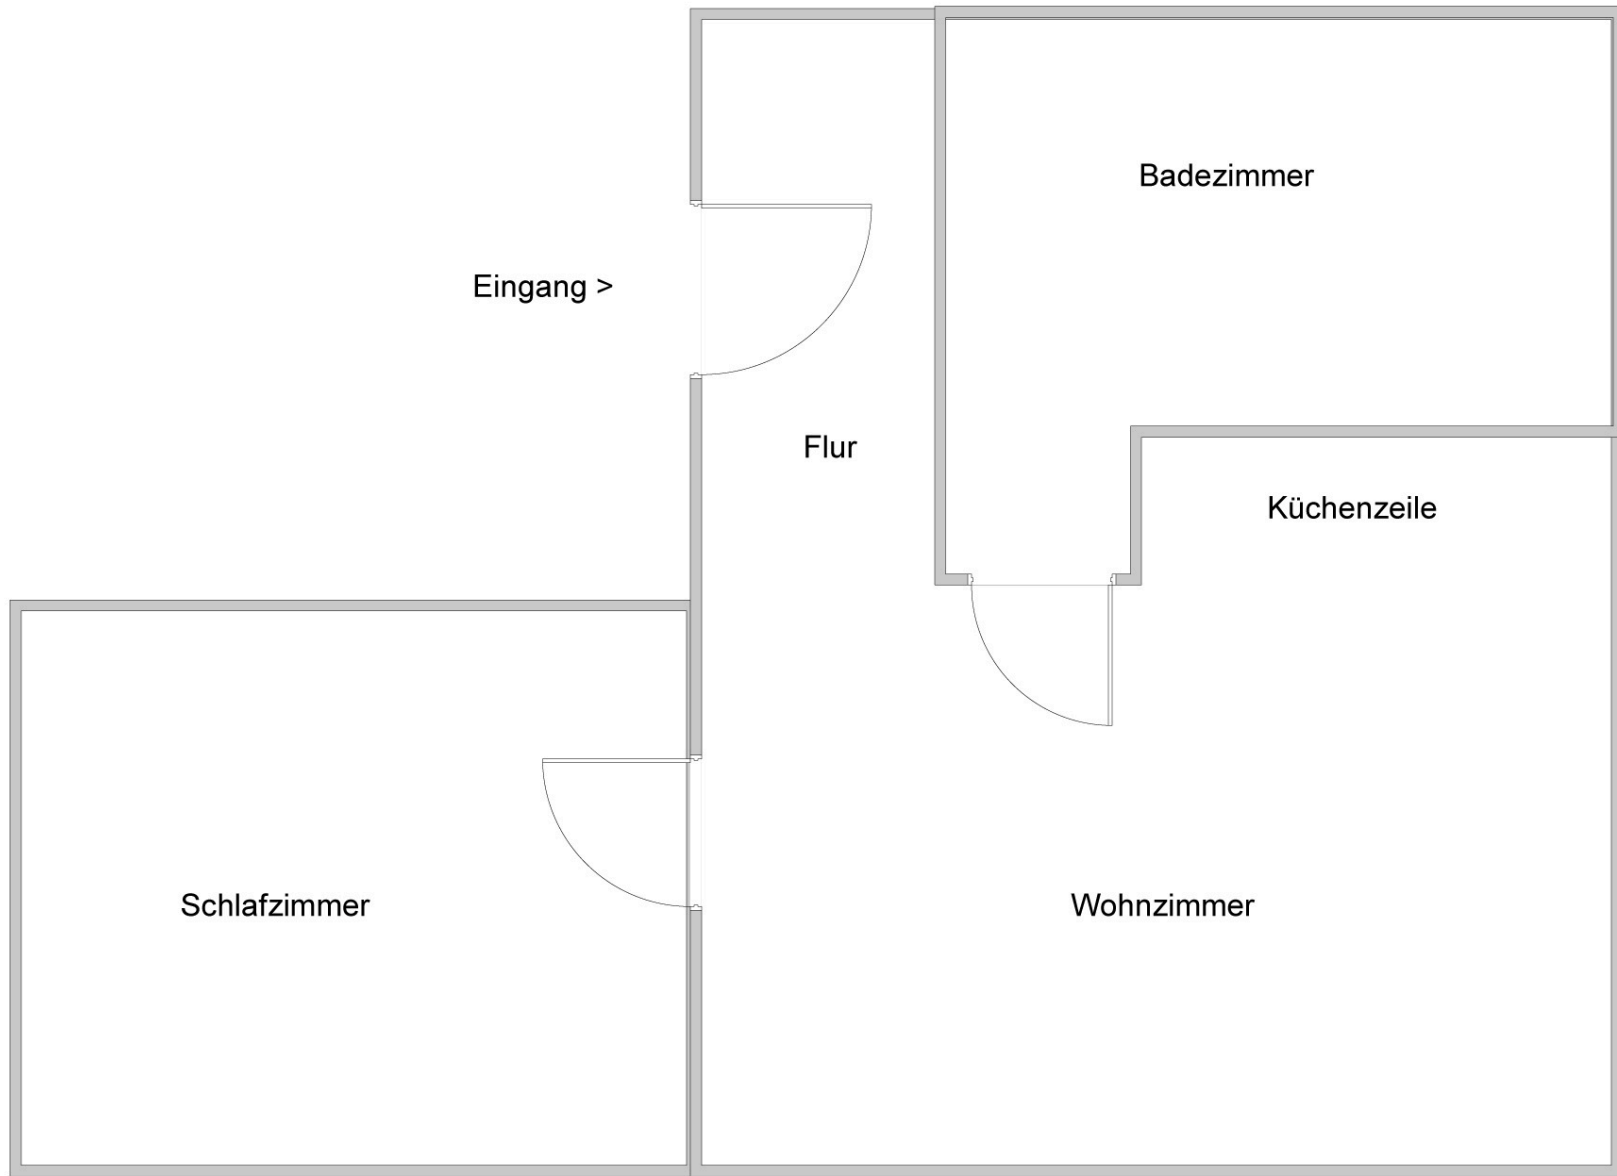 Badezimmer
Eingang >
Flur
Küchenzeile
Schlafzimmer
Wohnzimmer